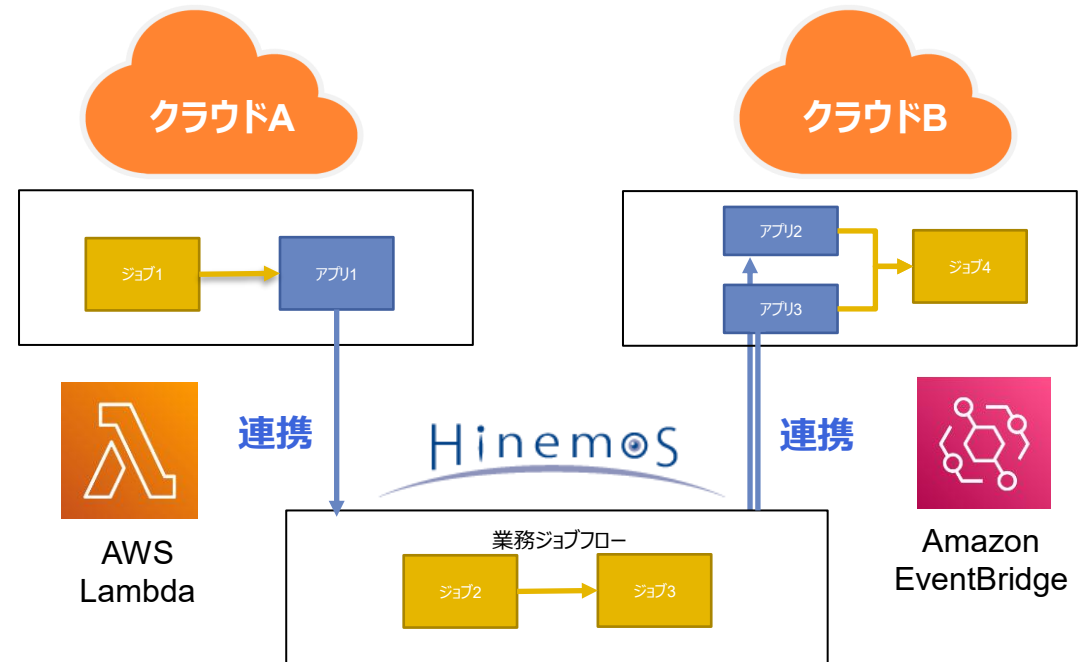 クラウドA
クラウドB
ジョブ1
アプリ1
アプリ2
アプリ3
ジョブ4
連携
Hinemos
連携
AWS
Lambda
Amazon
EventBridge
業務ジョブフロー
ジョブ2
ジョブ3